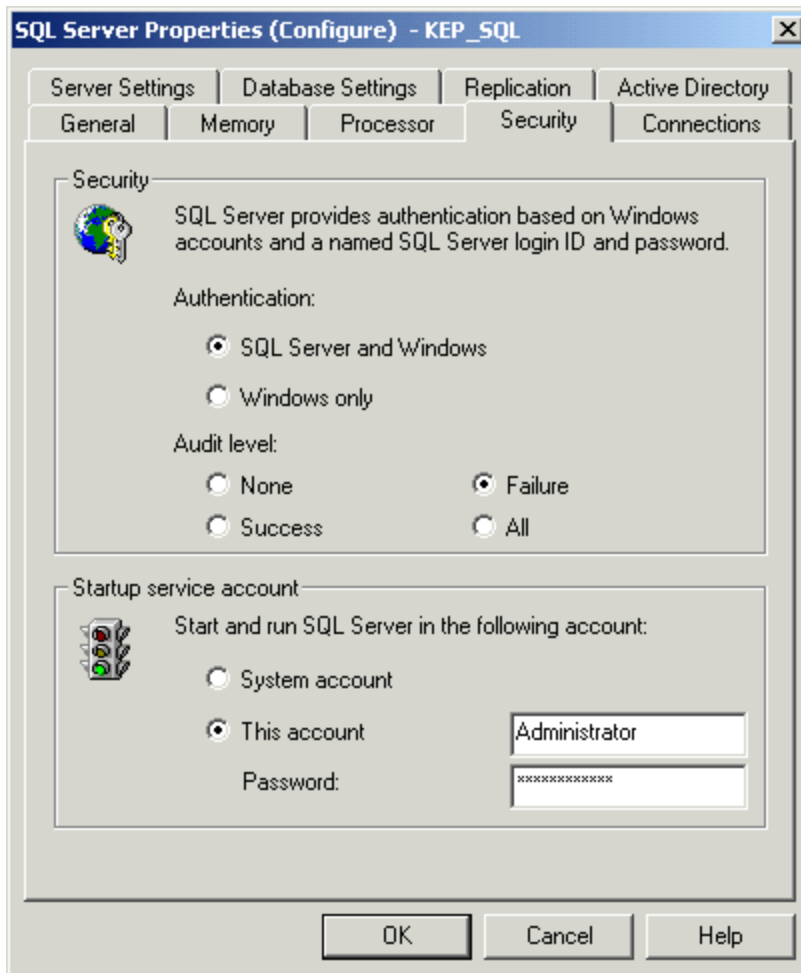 SQL Server Properties (Configure) - KEP_SQL
Server Settings Database Settings Replication Active Directory
General Memory Processor Security Connections
Security
SQL Server provides authentication based on Windows
accounts and a named SQL Server login ID and password.
Authentication:
SQL Server and Windows
Windows only
Audit level:
None Failure
Success All
Startup service account
Start and run SQL Server in the following account:
System account
This account Administrator
Password: ************
OK Cancel Help